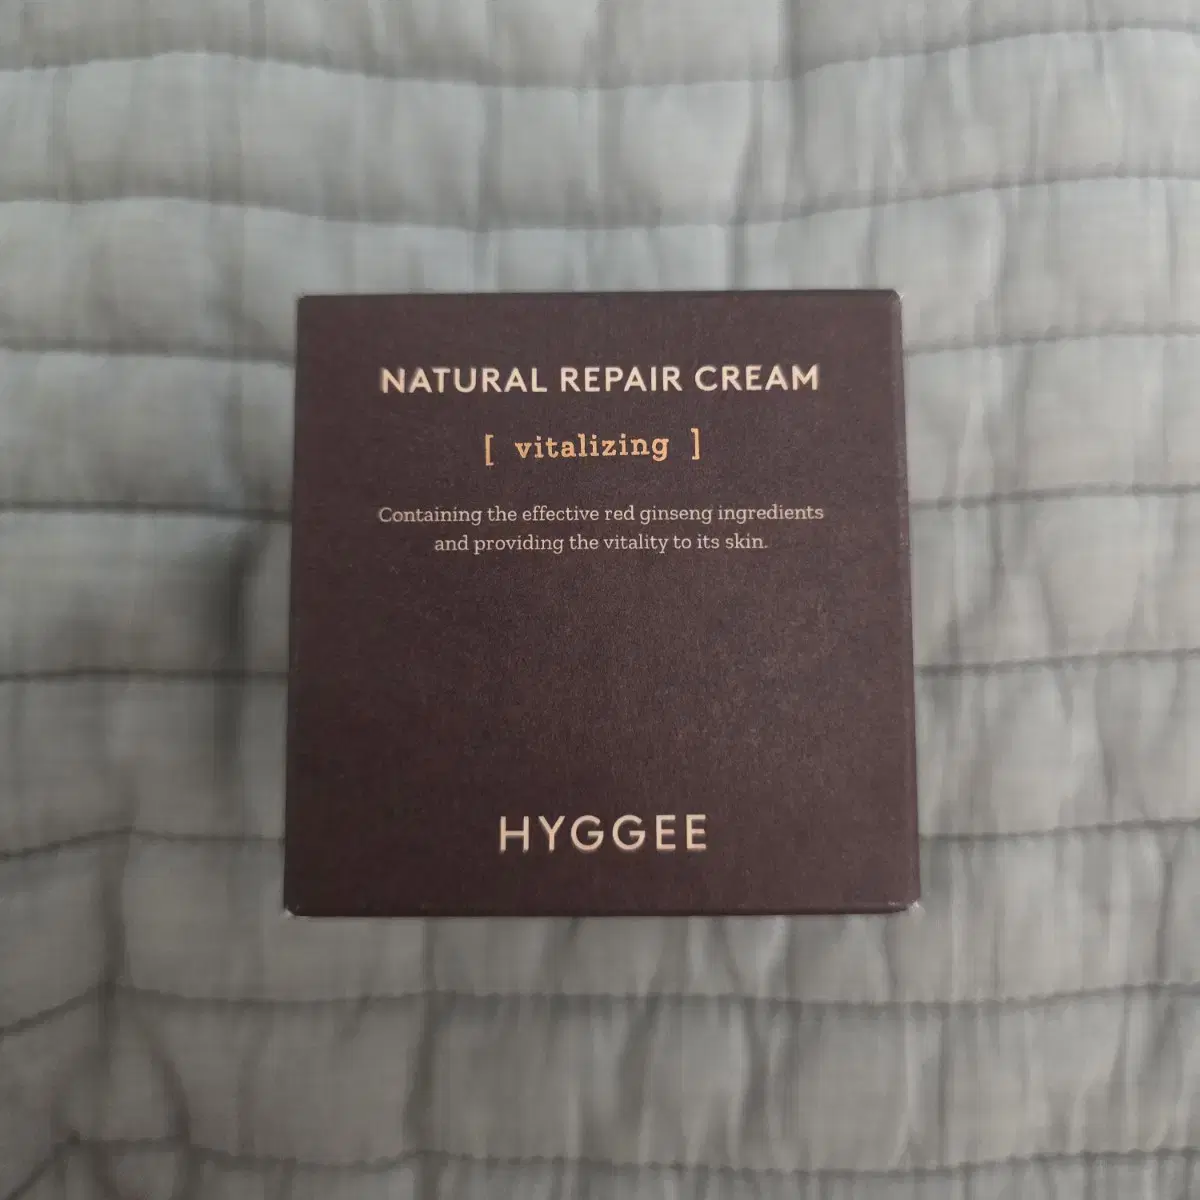 NATURAL REPAIR CREAM
[ vitalizing ]
Containing the effective red ginseng ingredients
and providing the vitality to its skin.
HYGGEE